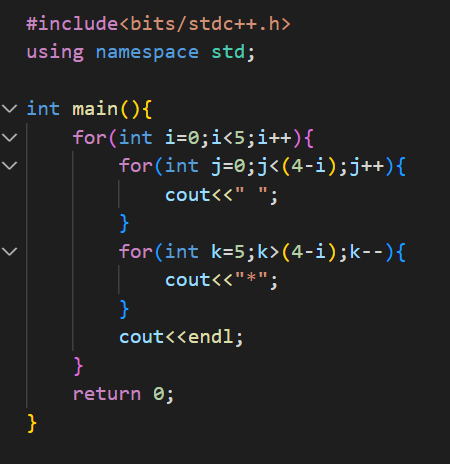 #include<bits/stdc++.h>
using namespace std;

int main(){
    for(int i=0;i<5;i++){
        for(int j=0;j<(4-i);j++){
            cout<<" ";
        }
        for(int k=5;k>(4-i);k--){
            cout<<"*";
        }
        cout<<endl;
    }
    return 0;
}